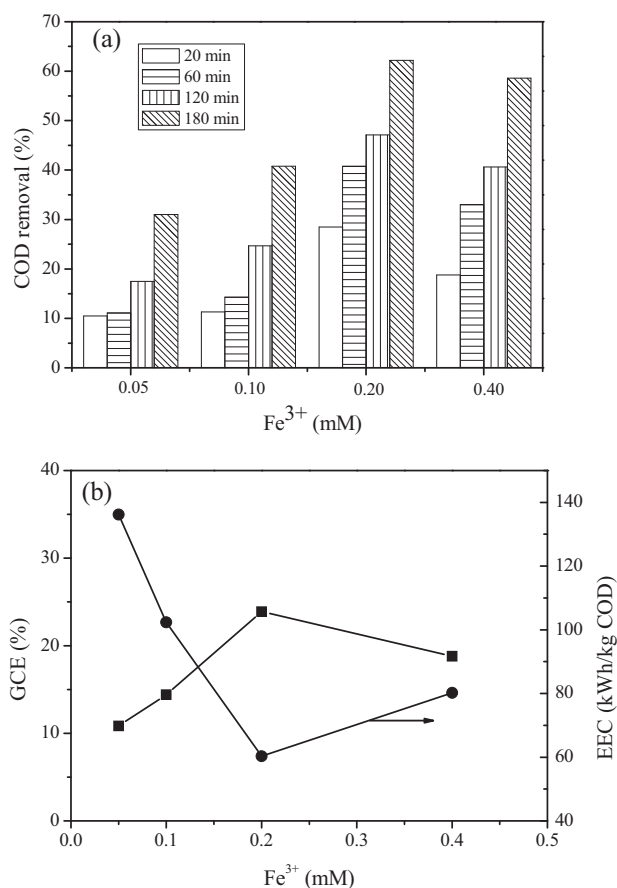 (a)
20 min
60 min
120 min
180 min
COD removal (%)
70
60
50
40
30
20
10
0
0.05 0.10 0.20 0.40
Fe³⁺ (mM)
(b)
GCE (%)
40
30
20
10
0
EEC (kWh/kg COD)
140
120
100
80
60
40
0.0 0.1 0.2 0.3 0.4 0.5
Fe³⁺ (mM)